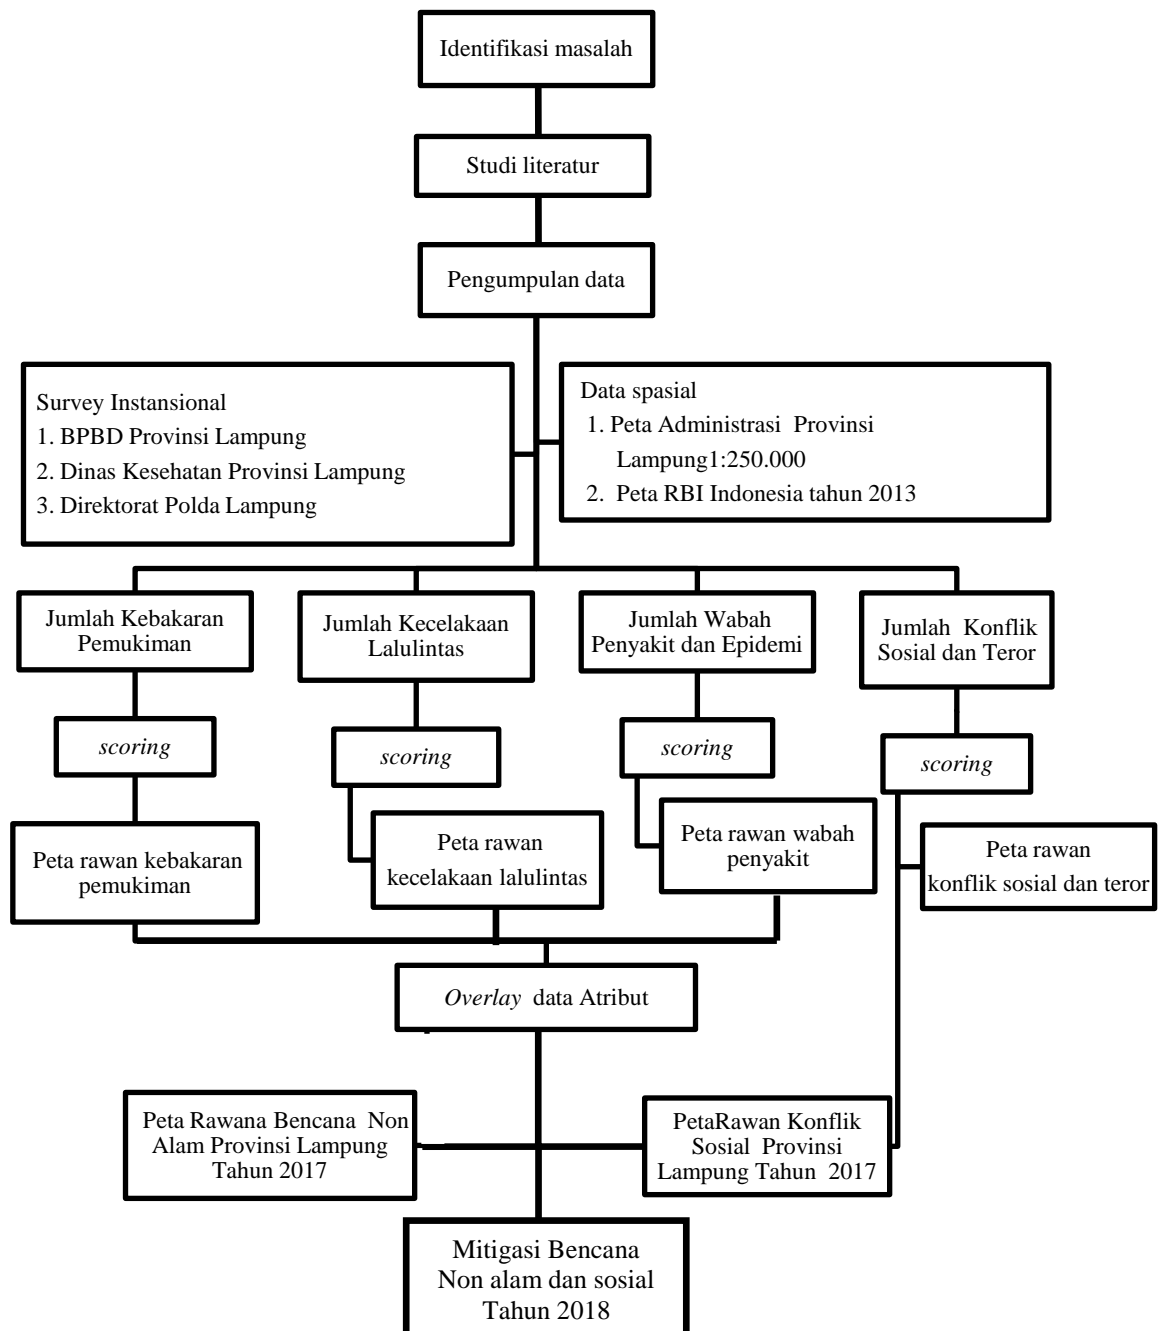 Identifikasi masalah
Studi literatur
Pengumpulan data
Survey Instansional
1. BPBD Provinsi Lampung
2. Dinas Kesehatan Provinsi Lampung
3. Direktorat Polda Lampung
Data spasial
1. Peta Administrasi Provinsi
Lampung1:250.000
2. Peta RBI Indonesia tahun 2013
Jumlah Kebakaran
Pemukiman
Jumlah Kecelakaan
Lalulintas
Jumlah Wabah
Penyakit dan Epidemi
Jumlah Konflik
Sosial dan Teror
scoring
scoring
scoring
scoring
Peta rawan kebakaran
pemukiman
Peta rawan
kecelakaan lalulintas
Peta rawan wabah
penyakit
Peta rawan
konflik sosial dan teror
Overlay data Atribut
Peta Rawana Bencana Non
Alam Provinsi Lampung
Tahun 2017
PetaRawan Konflik
Sosial Provinsi
Lampung Tahun 2017
Mitigasi Bencana
Non alam dan sosial
Tahun 2018